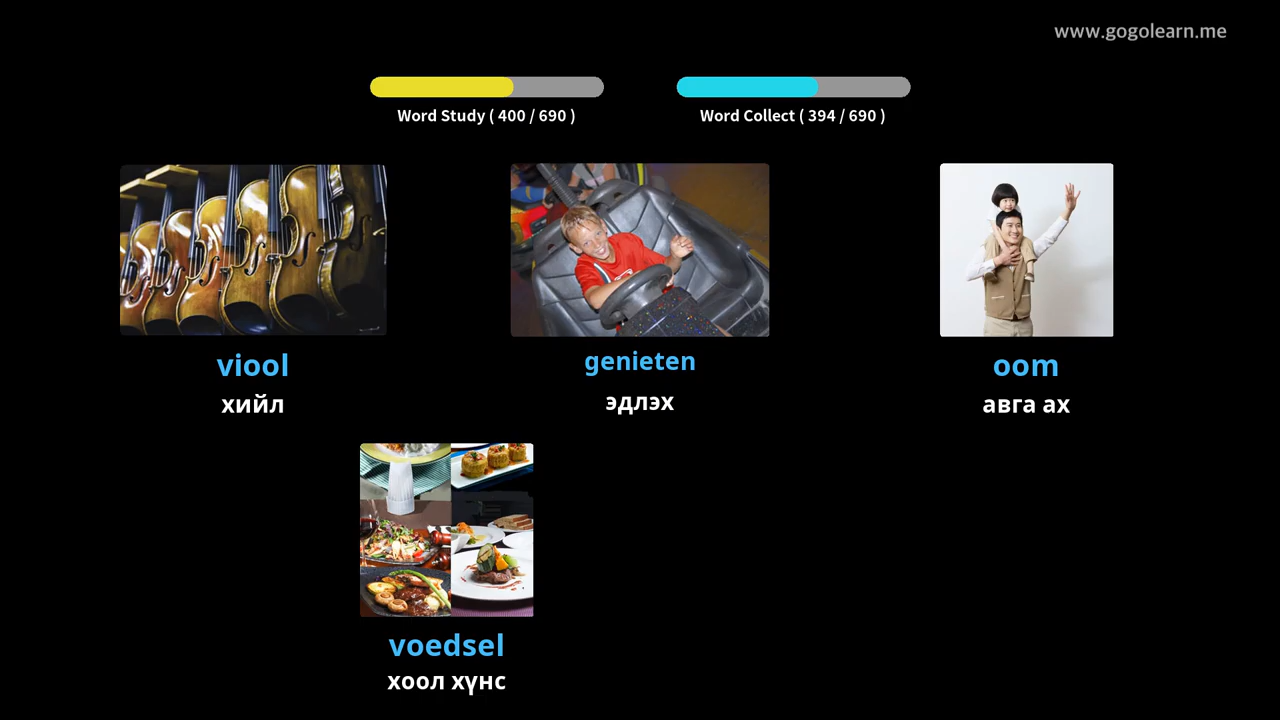 www.gogolearn.me
Word Study ( 400 / 690 )
Word Collect ( 394 / 690 )
viool
хийл
genieten
эдлэх
oom
авга ах
voedsel
хоол хүнс